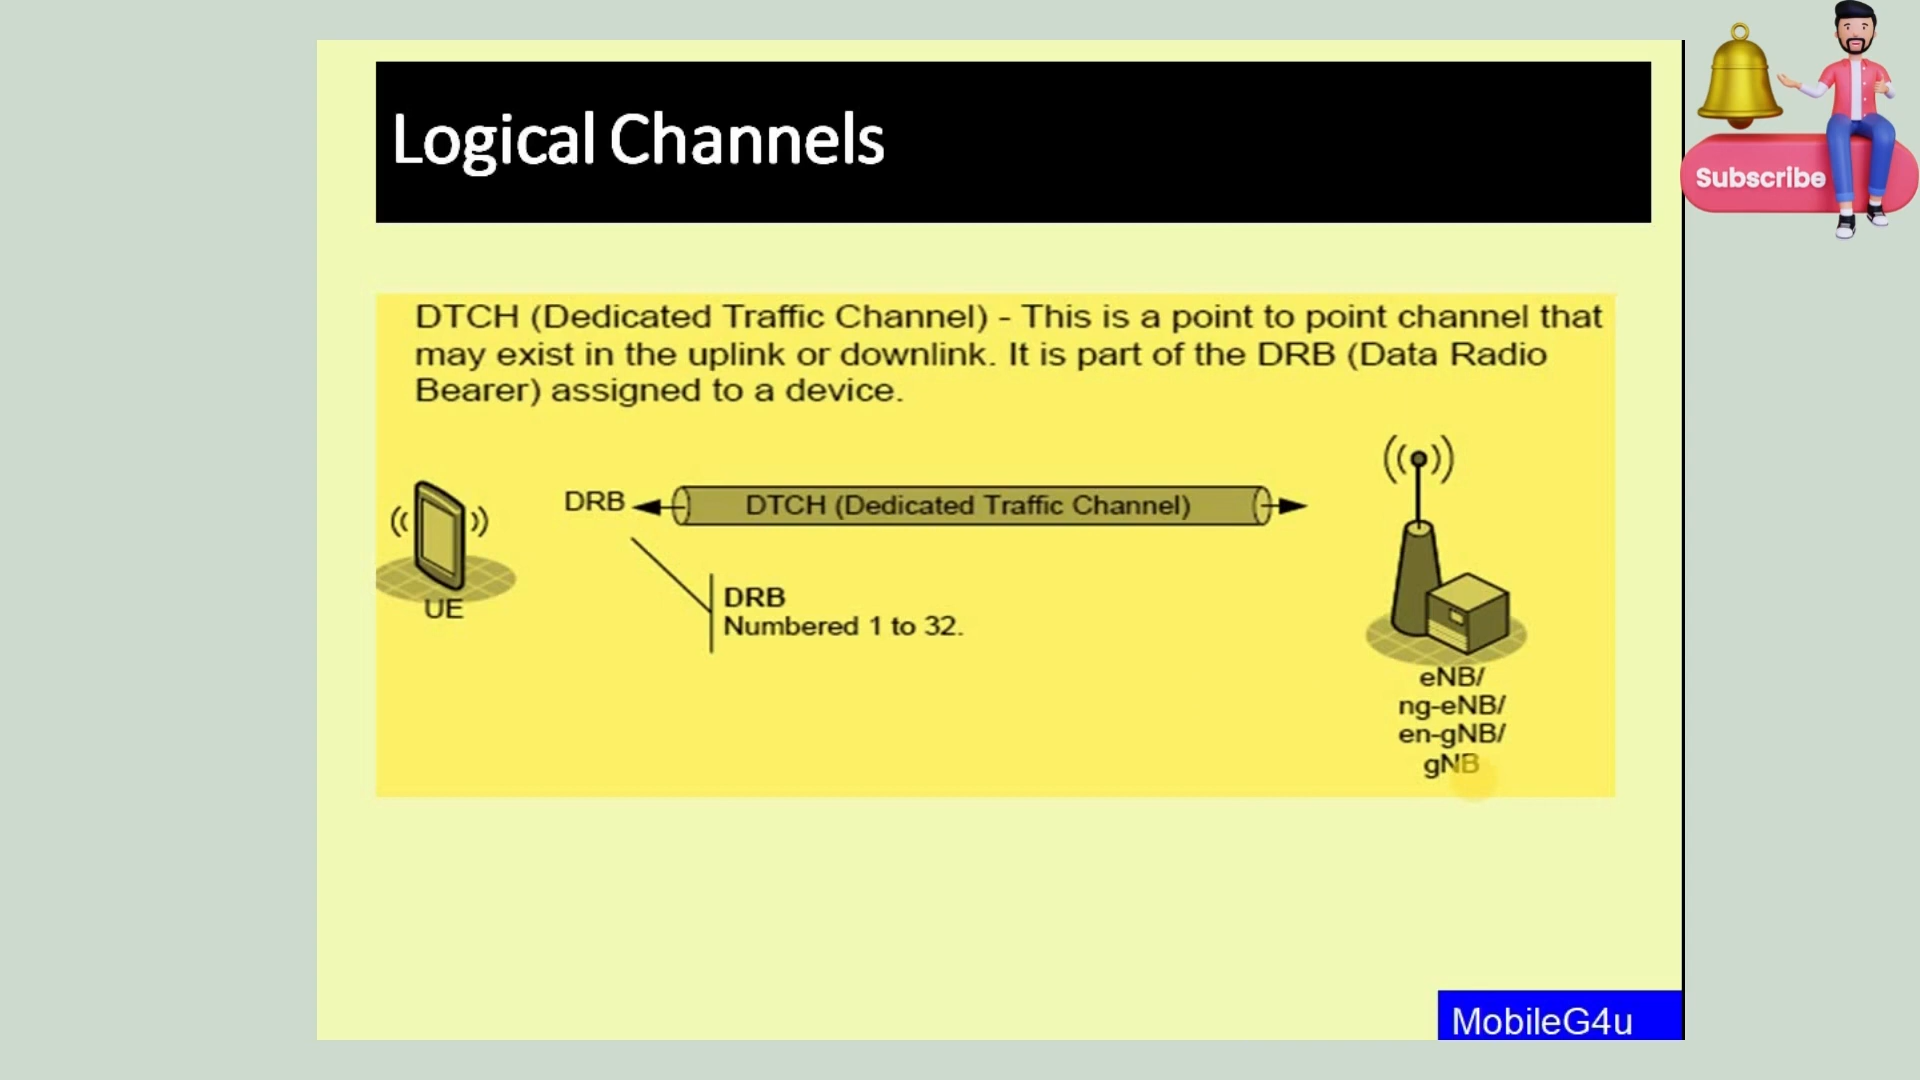 Logical Channels
Subscribe
DTCH (Dedicated Traffic Channel) - This is a point to point channel that
may exist in the uplink or downlink. It is part of the DRB (Data Radio
Bearer) assigned to a device.
DRB
DTCH (Dedicated Traffic Channel)
UE
DRB
Numbered 1 to 32.
eNB/
ng-eNB/
en-gNB/
gNB
MobileG4u